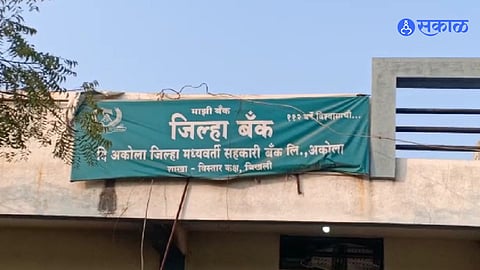 सकाळ
माझी बँक
११२ वर्षे विश्वासाची...
जिल्हा बँक
दि अकोला जिल्हा मध्यवर्ती सहकारी बँक लि., अकोला
शाखा - विस्तार कक्ष, चिखली